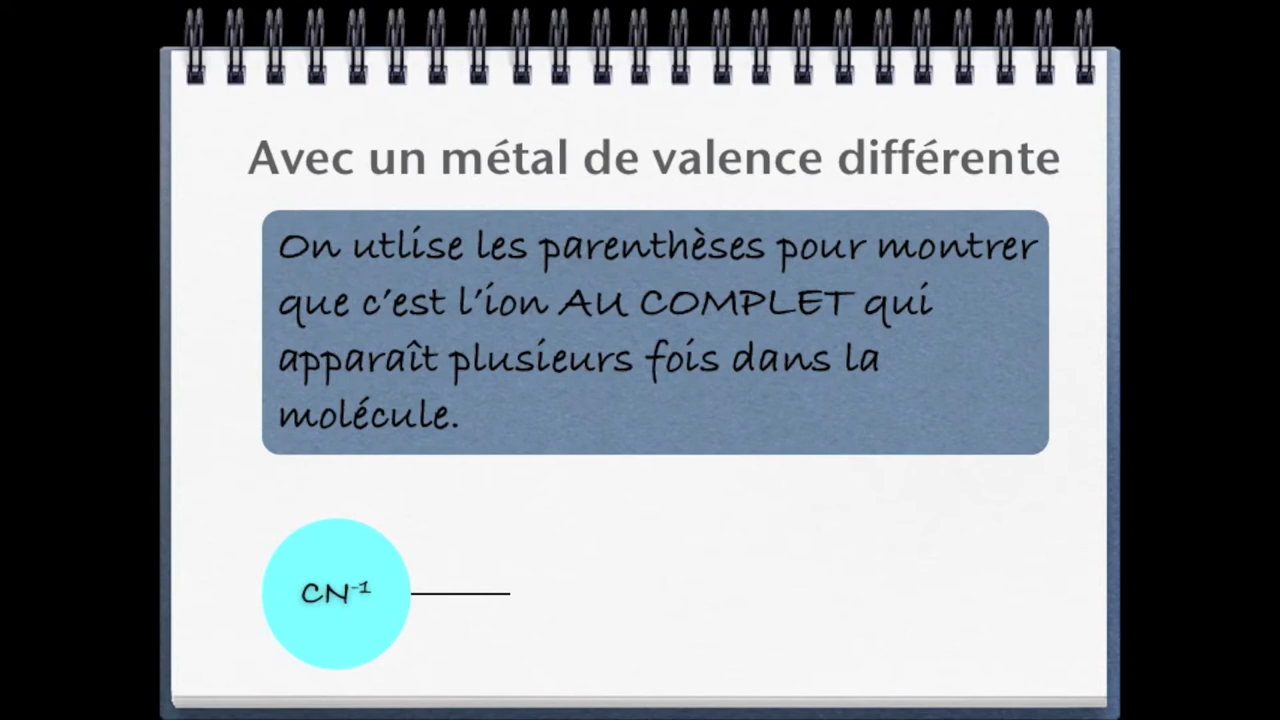 Avec un métal de valence différente
On utlise les parenthèses pour montrer
que c'est l'ion AU COMPLET qui
apparaît plusieurs fois dans la
molécule.
CN⁻¹